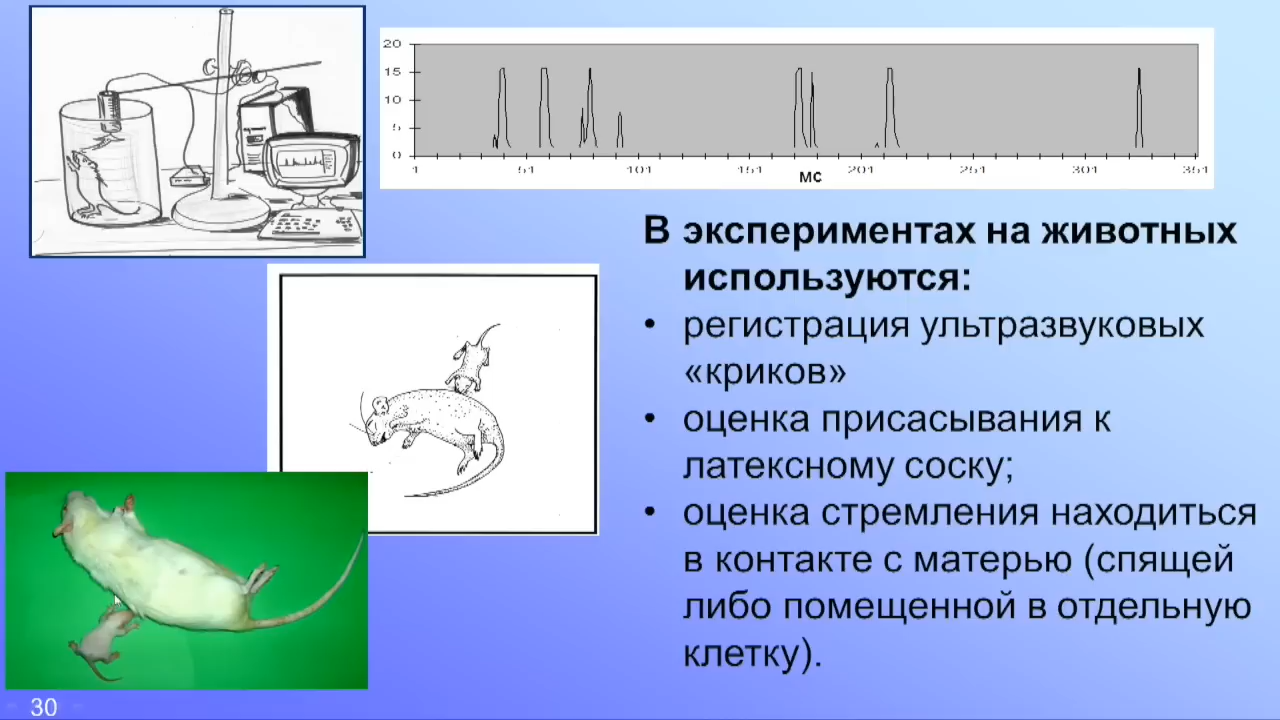 20
15
10
5
0
1 51 101 151 201 251 301 351
мс
В экспериментах на животных
используются:
• регистрация ультразвуковых
«криков»
• оценка присасывания к
латексному соску;
• оценка стремления находиться
в контакте с матерью (спящей
либо помещенной в отдельную
клетку).
30